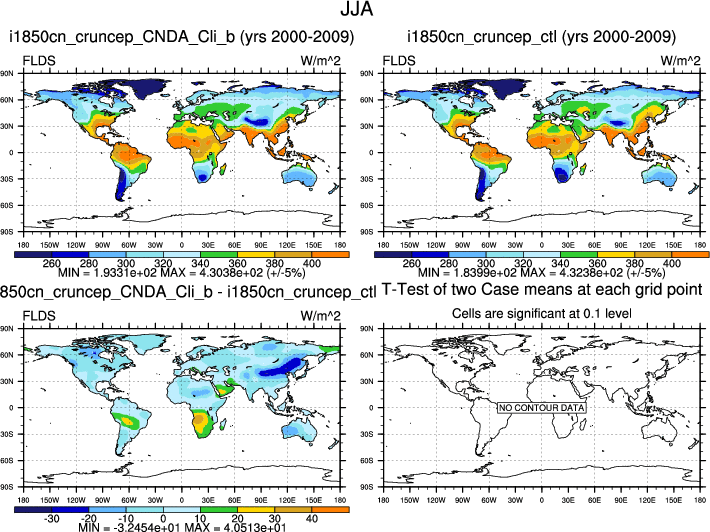 JJA
i1850cn_cruncep_CNDA_Cli_b (yrs 2000-2009)
FLDS W/m^2
90N
60N
30N
0
30S
60S
90S
180 150W 120W 90W 60W 30W 0 30E 60E 90E 120E 150E 180
260 280 300 320 340 360 380 400
MIN = 1.9331e+02 MAX = 4.3038e+02 (+/-5%)
i1850cn_cruncep_ctl (yrs 2000-2009)
FLDS W/m^2
90N
60N
30N
0
30S
60S
90S
180 150W 120W 90W 60W 30W 0 30E 60E 90E 120E 150E 180
260 280 300 320 340 360 380 400
MIN = 1.8399e+02 MAX = 4.3238e+02 (+/-5%)
850cn_cruncep_CNDA_Cli_b - i1850cn_cruncep_ctl
FLDS W/m^2
90N
60N
30N
0
30S
60S
90S
180 150W 120W 90W 60W 30W 0 30E 60E 90E 120E 150E 180
-30 -20 -10 0 10 20 30 40
MIN = -3.2454e+01 MAX = 4.0513e+01
T-Test of two Case means at each grid point
Cells are significant at 0.1 level
90N
60N
30N
0
30S
60S
90S
NO CONTOUR DATA
180 150W 120W 90W 60W 30W 0 30E 60E 90E 120E 150E 180